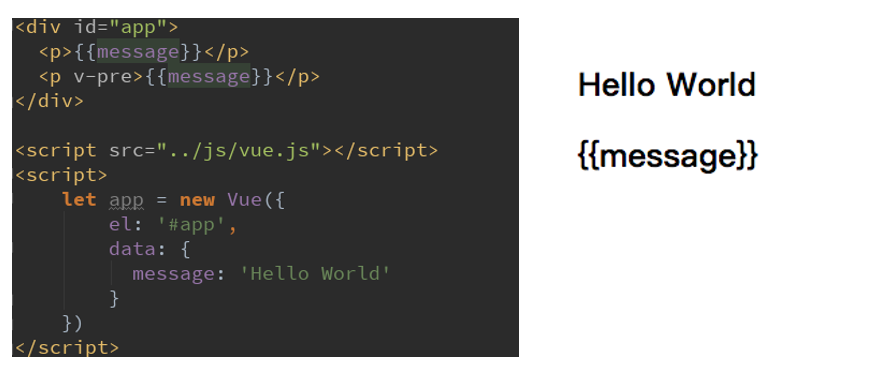 <div id="app">
  <p>{{message}}</p>
  <p v-pre>{{message}}</p>
</div>

<script src="../js/vue.js"></script>
<script>
    let app = new Vue({
        el: '#app',
        data: {
          message: 'Hello World'
        }
    })
</script>
Hello World
{{message}}